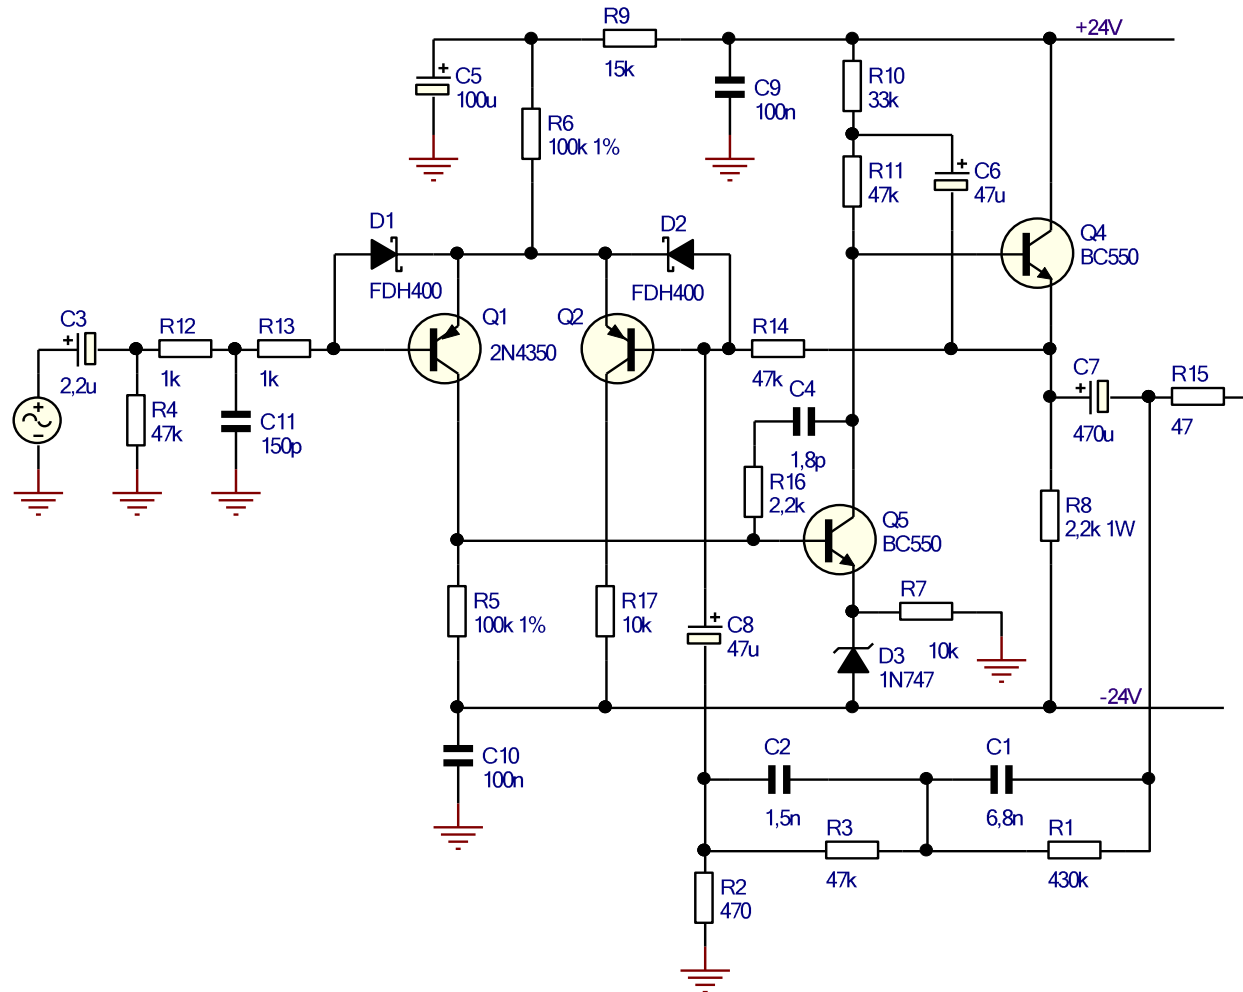 R9
15k
+24V
C5
100u
C9
100n
R10
33k
R6
100k 1%
R11
47k
C6
47u
D1
FDH400
D2
FDH400
Q4
BC550
C3
2,2u
R12
1k
R13
1k
Q1
2N4350
Q2
R14
47k
C7
470u
R15
47
R4
47k
C11
150p
C4
1,8p
R16
2,2k
R8
2,2k 1W
Q5
BC550
R5
100k 1%
R17
10k
C8
47u
R7
10k
D3
1N747
-24V
C10
100n
C2
1,5n
C1
6,8n
R3
47k
R1
430k
R2
470